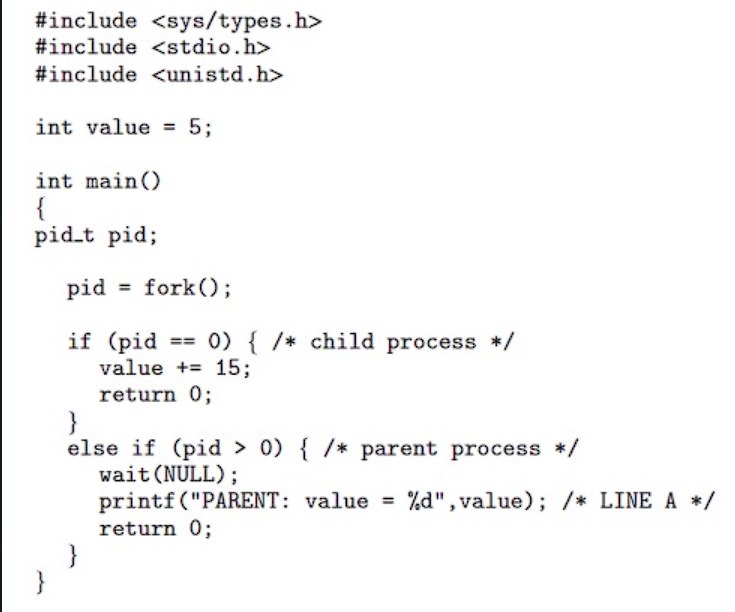 #include <sys/types.h>
#include <stdio.h>
#include <unistd.h>
int value = 5;
int main()
{
pid_t pid;
pid = fork();
if (pid == 0) { /* child process */
value += 15;
return 0;
}
else if (pid > 0) { /* parent process */
wait(NULL);
printf("PARENT: value = %d",value); /* LINE A */
return 0;
}
}